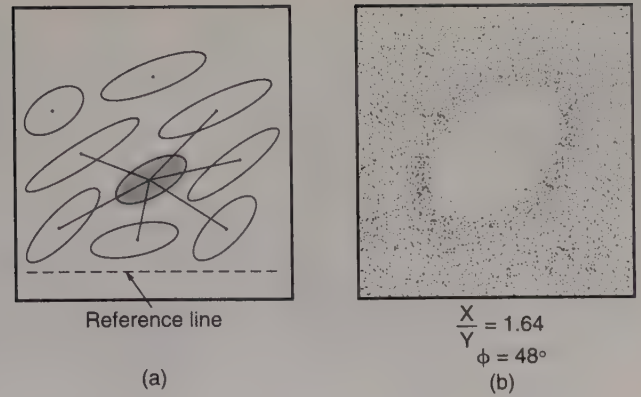 Reference line
(a)
X
Y = 1.64
ϕ = 48°
(b)